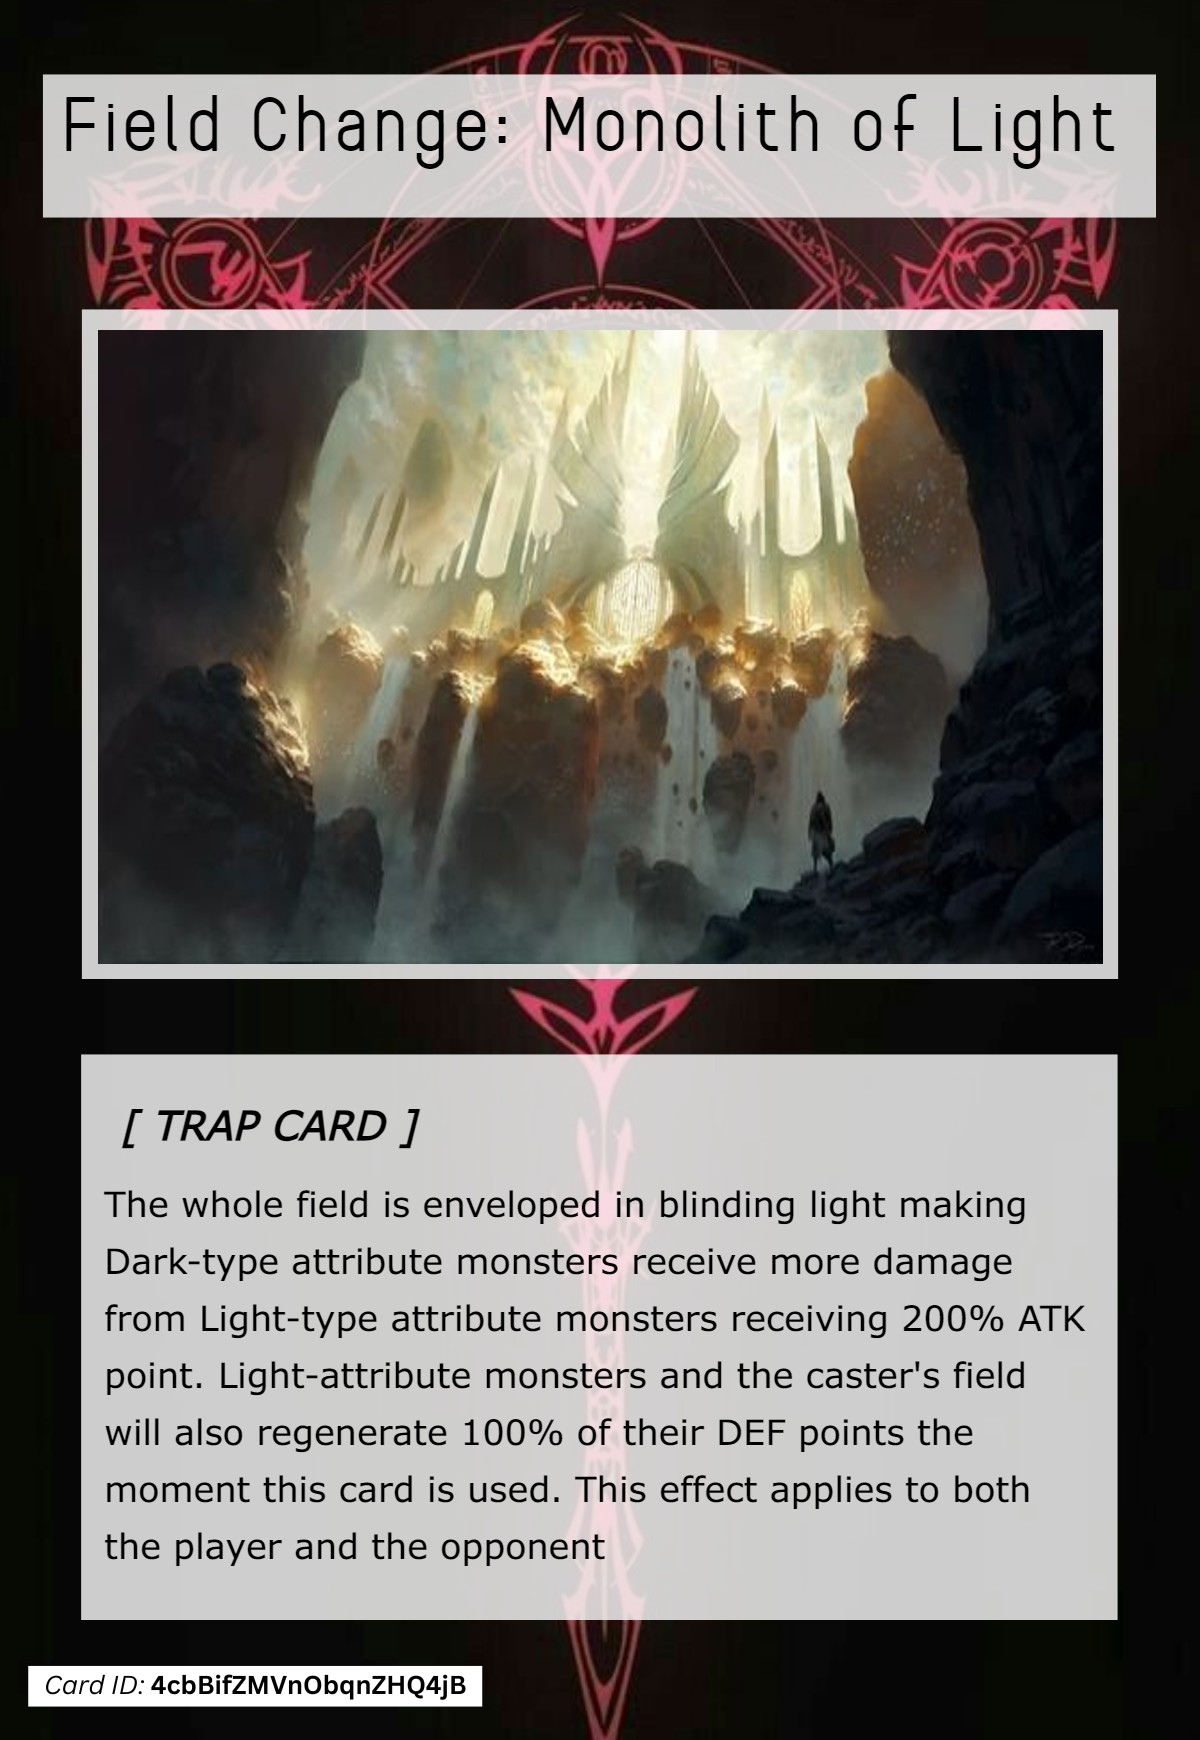 Field Change: Monolith of Light
[ TRAP CARD ]
The whole field is enveloped in blinding light making
Dark-type attribute monsters receive more damage
from Light-type attribute monsters receiving 200% ATK
point. Light-attribute monsters and the caster's field
will also regenerate 100% of their DEF points the
moment this card is used. This effect applies to both
the player and the opponent
Card ID: 4cbBifZMVnObqnZHQ4jB